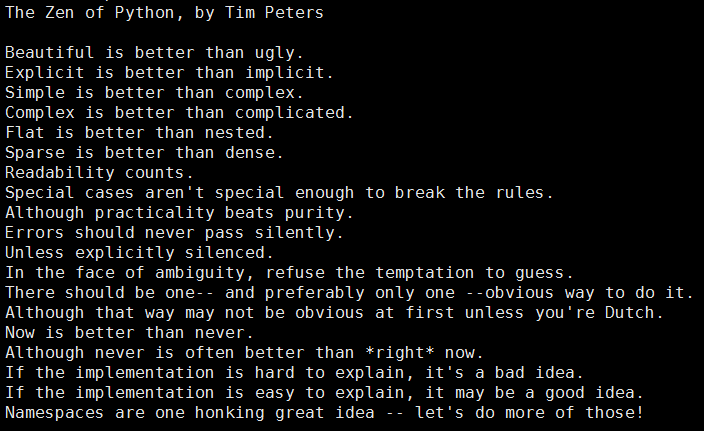 The Zen of Python, by Tim Peters

Beautiful is better than ugly.
Explicit is better than implicit.
Simple is better than complex.
Complex is better than complicated.
Flat is better than nested.
Sparse is better than dense.
Readability counts.
Special cases aren't special enough to break the rules.
Although practicality beats purity.
Errors should never pass silently.
Unless explicitly silenced.
In the face of ambiguity, refuse the temptation to guess.
There should be one-- and preferably only one --obvious way to do it.
Although that way may not be obvious at first unless you're Dutch.
Now is better than never.
Although never is often better than *right* now.
If the implementation is hard to explain, it's a bad idea.
If the implementation is easy to explain, it may be a good idea.
Namespaces are one honking great idea -- let's do more of those!